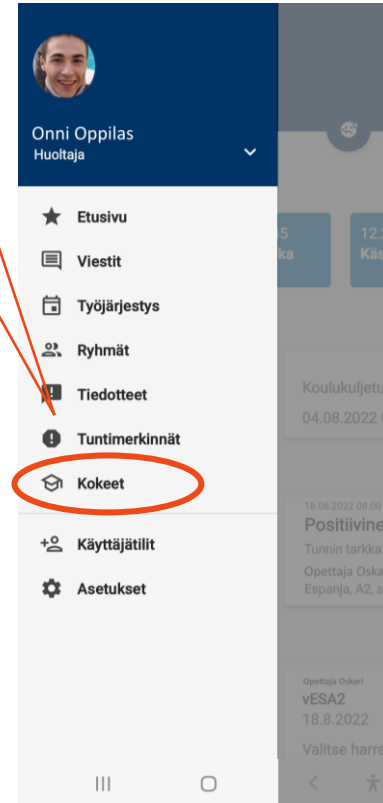 Onni Oppilas
Huoltaja
Etusivu
Viestit
Työjärjestys
Ryhmät
Tiedotteet
Tuntimerkinnät
Kokeet
Käyttäjätilit
Asetukset
12.
Koulukuljetu
04.08.2022
18.08.2022 08.00
Positiivine
Tunnin tarkka
Opettaja Oska
Espanja, A2, s
Opettaja Oskari
vESA2
18.8.2022
Valitse harra